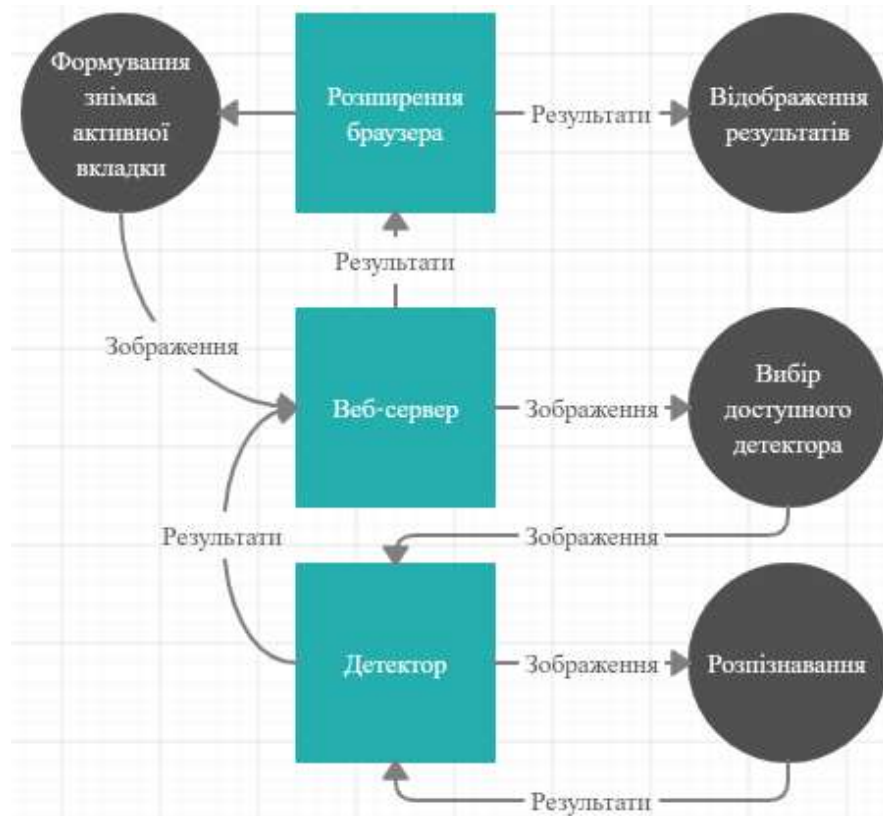 Формування
знімка
активної
вкладки
Розширення
браузера
Результати
Відображення
результатів
Результати
Зображення
Веб-сервер
Зображення
Вибір
доступного
детектора
Результати
Зображення
Детектор
Зображення
Розпізнавання
Результати